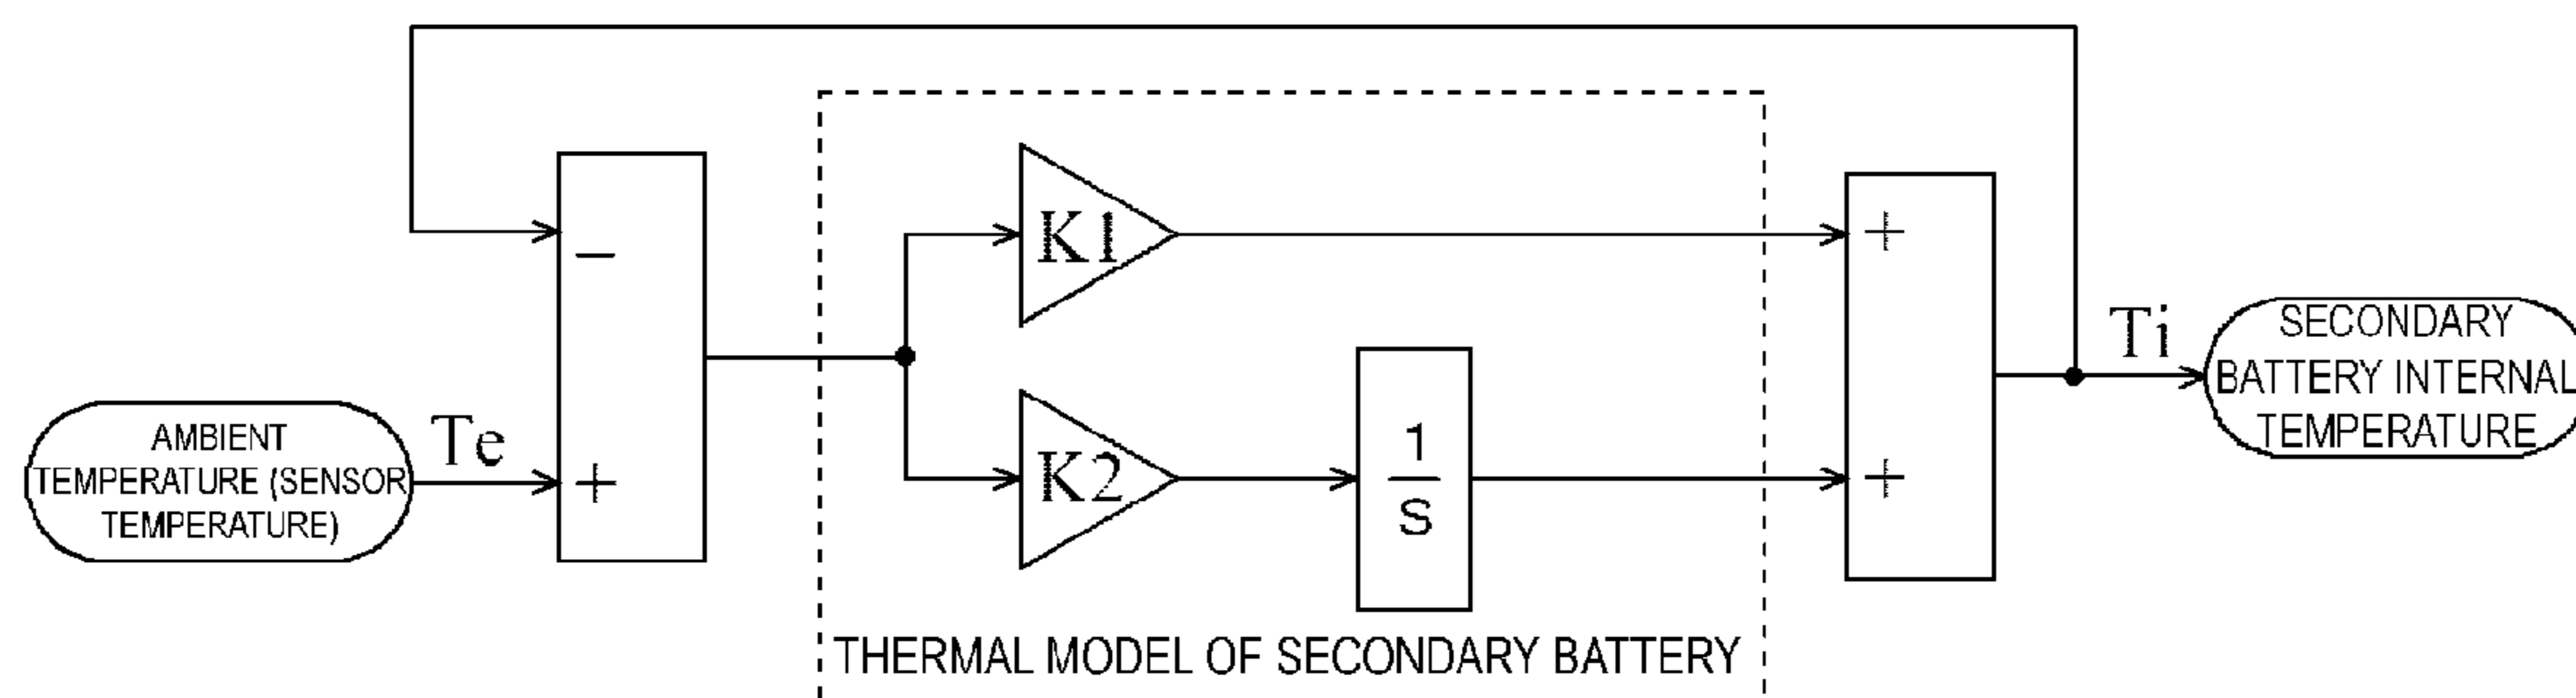 AMBIENT
TEMPERATURE (SENSOR
TEMPERATURE)
Te
−
+
K1
K2
1
S
THERMAL MODEL OF SECONDARY BATTERY
+
+
Ti
SECONDARY
BATTERY INTERNAL
TEMPERATURE